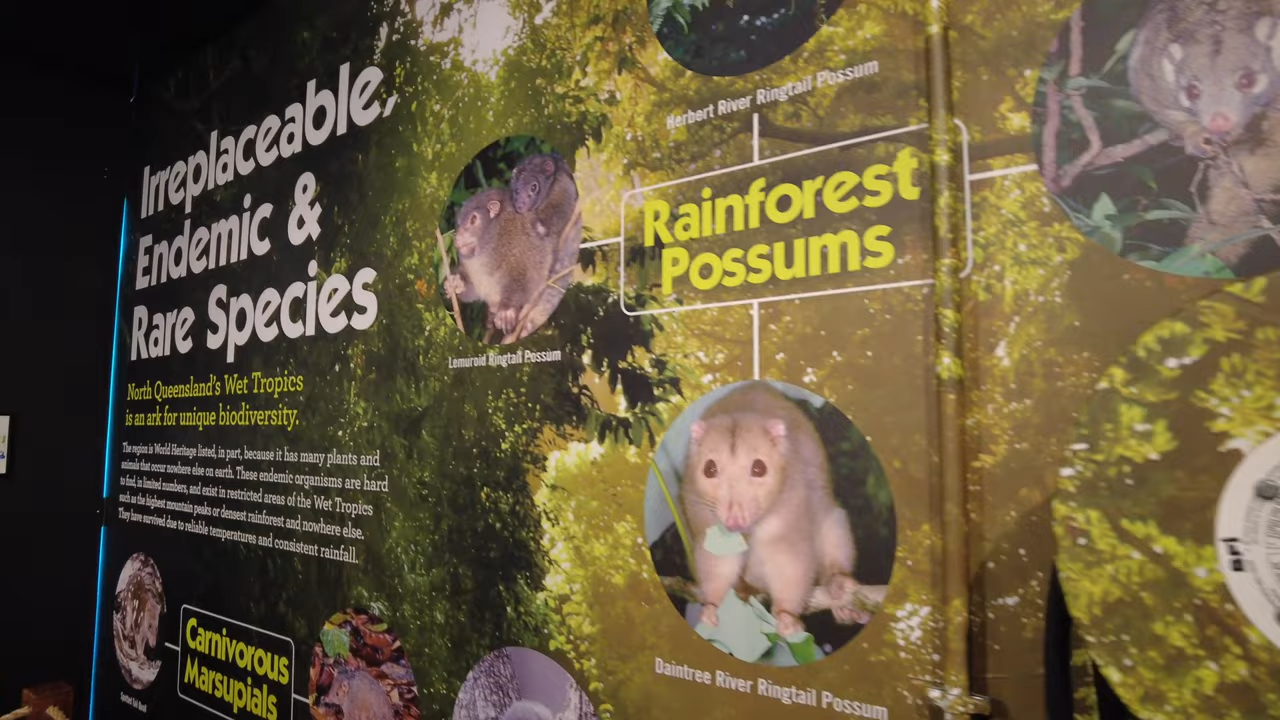 Irreplaceable,
Endemic &
Rare Species
North Queensland's Wet Tropics
is an ark for unique biodiversity.
The region is World Heritage listed, in part, because it has many plants and
animals that occur nowhere else on earth. These endemic organisms are hard
to find, in limited numbers, and exist in restricted areas of the Wet Tropics
such as the highest mountain peaks or densest rainforest and nowhere else.
They have survived due to reliable temperatures and consistent rainfall.
Carnivorous
Marsupials
Spotted Tail Quoll
Lemuroid Ringtail Possum
Herbert River Ringtail Possum
Rainforest
Possums
Daintree River Ringtail Possum